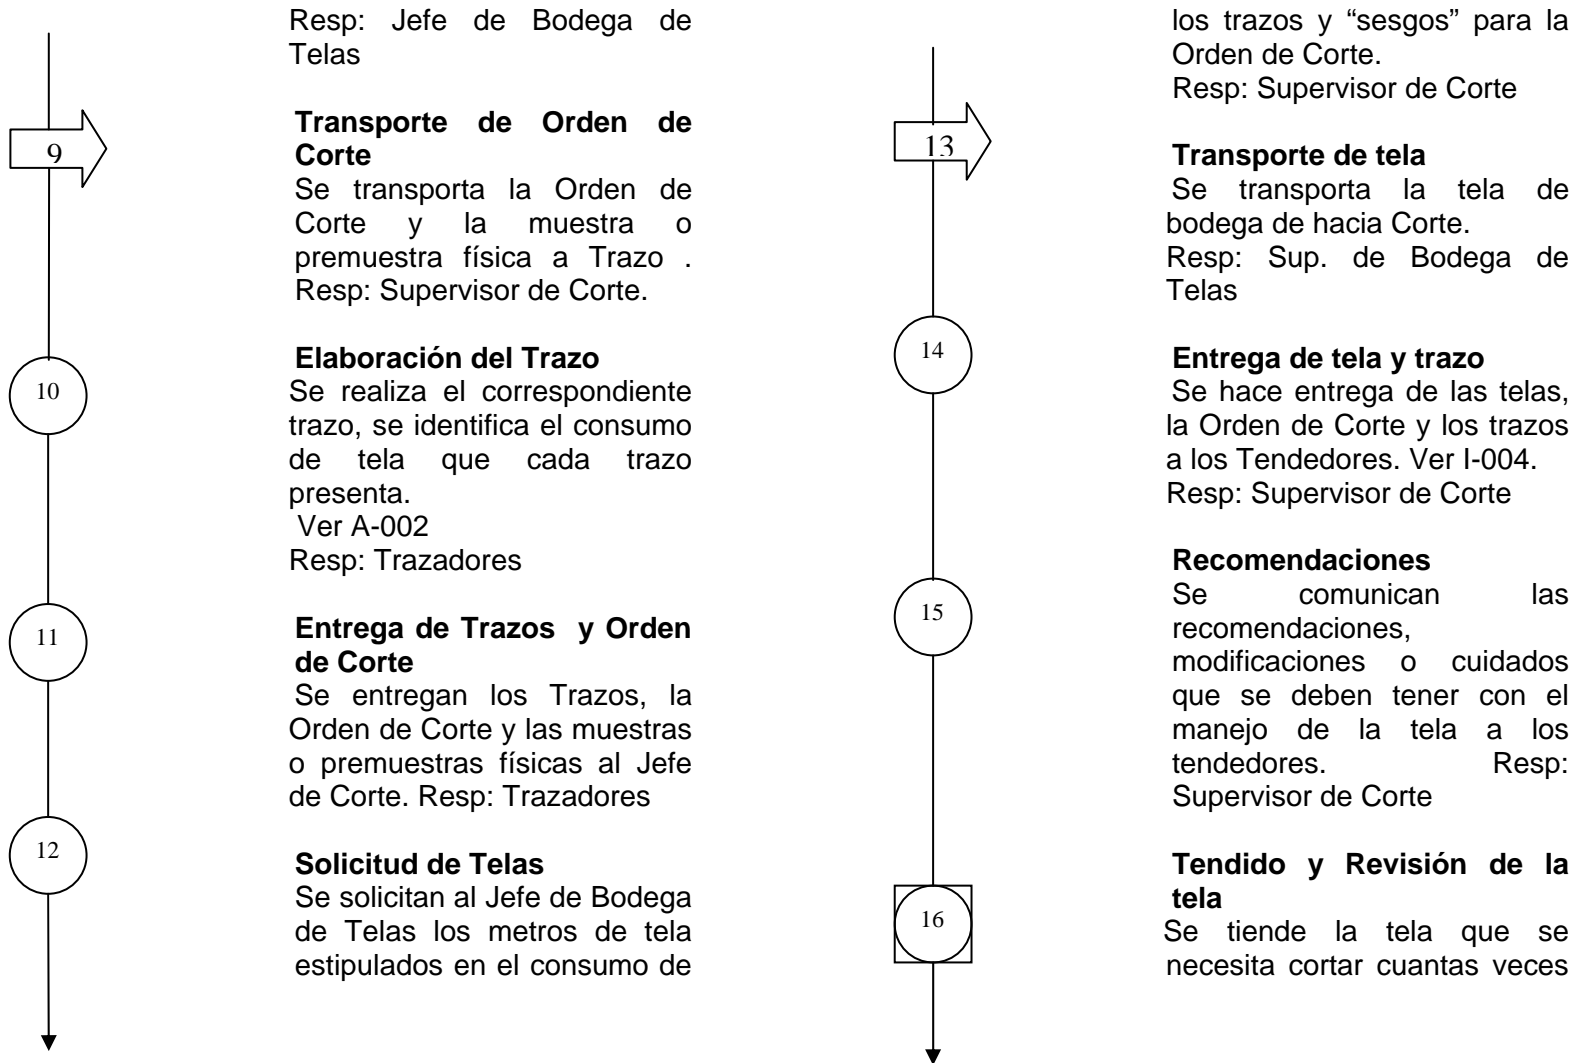 Resp: Jefe de Bodega de
Telas
9
Transporte de Orden de
Corte
Se transporta la Orden de
Corte y la muestra o
premuestra física a Trazo .
Resp: Supervisor de Corte.
10
Elaboración del Trazo
Se realiza el correspondiente
trazo, se identifica el consumo
de tela que cada trazo
presenta.
Ver A-002
Resp: Trazadores
11
Entrega de Trazos y Orden
de Corte
Se entregan los Trazos, la
Orden de Corte y las muestras
o premuestras físicas al Jefe
de Corte. Resp: Trazadores
12
Solicitud de Telas
Se solicitan al Jefe de Bodega
de Telas los metros de tela
estipulados en el consumo de
los trazos y “sesgos” para la
Orden de Corte.
Resp: Supervisor de Corte
13
Transporte de tela
Se transporta la tela de
bodega de hacia Corte.
Resp: Sup. de Bodega de
Telas
14
Entrega de tela y trazo
Se hace entrega de las telas,
la Orden de Corte y los trazos
a los Tendedores. Ver I-004.
Resp: Supervisor de Corte
15
Recomendaciones
Se comunican las
recomendaciones,
modificaciones o cuidados
que se deben tener con el
manejo de la tela a los
tendedores. Resp:
Supervisor de Corte
16
Tendido y Revisión de la
tela
Se tiende la tela que se
necesita cortar cuantas veces